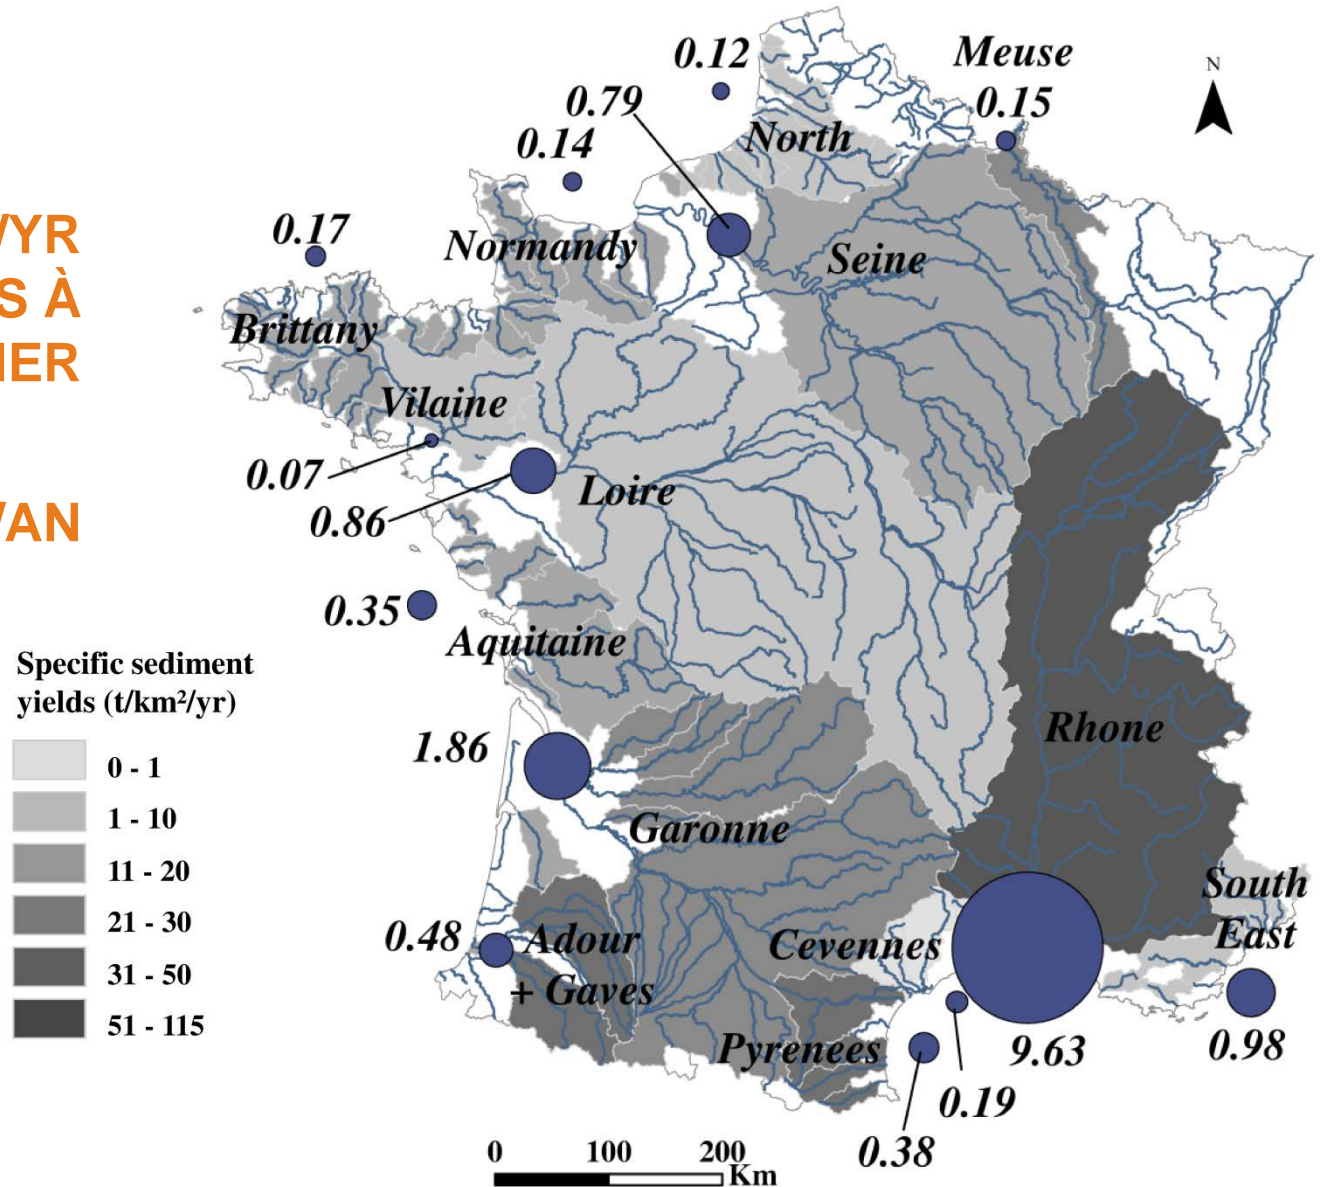 /YR
S À
IER
/AN
Specific sediment
yields (t/km²/yr)
0 - 1
1 - 10
11 - 20
21 - 30
31 - 50
51 - 115
0.12
Meuse
0.15
N
0.79
0.14
North
0.17
Normandy
Seine
Brittany
Vilaine
0.07
0.86
Loire
0.35
Aquitaine
1.86
Rhone
Garonne
South
East
0.48
Adour
+ Gaves
Cevennes
Pyrenees
9.63
0.98
0.19
0.38
0 100 200
Km